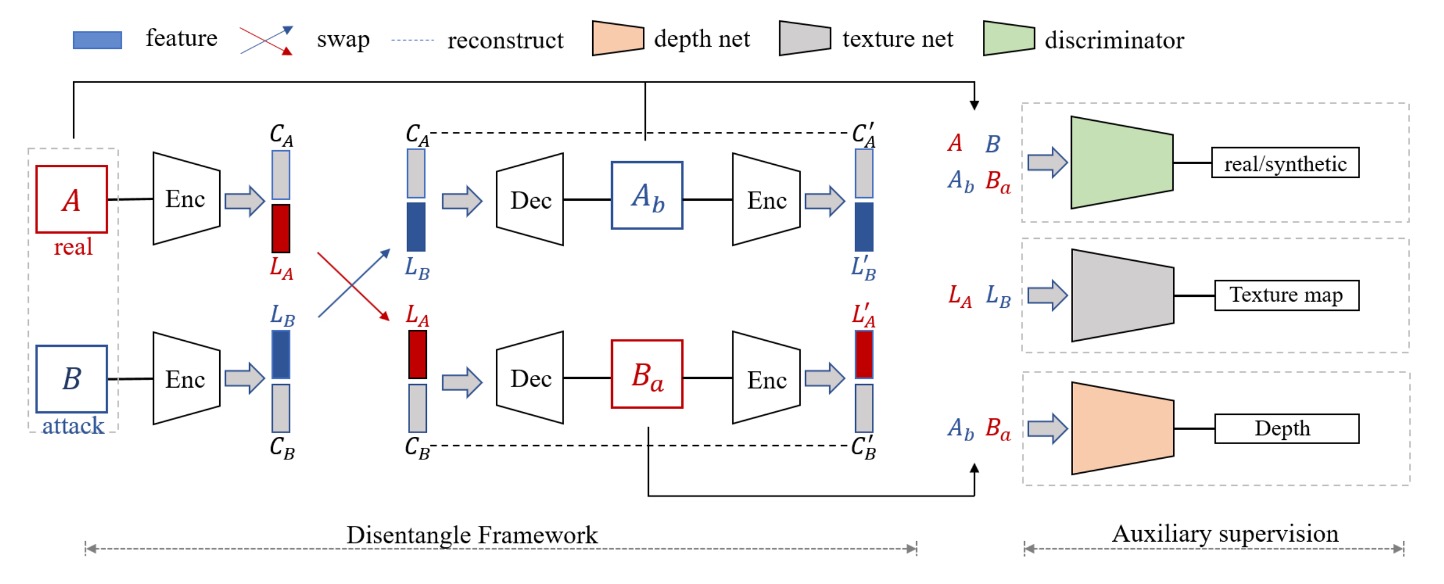 feature swap reconstruct depth net texture net discriminator
C_A C_A C'_A
A B
real/synthetic
A_b B_a
A Enc Dec A_b Enc
real
L_A L_B L'_B
L_A L_B Texture map
L_B L_A L'_A
B Enc Dec B_a Enc
attack
A_b B_a Depth
C_B C_B C'_B
Disentangle Framework Auxiliary supervision